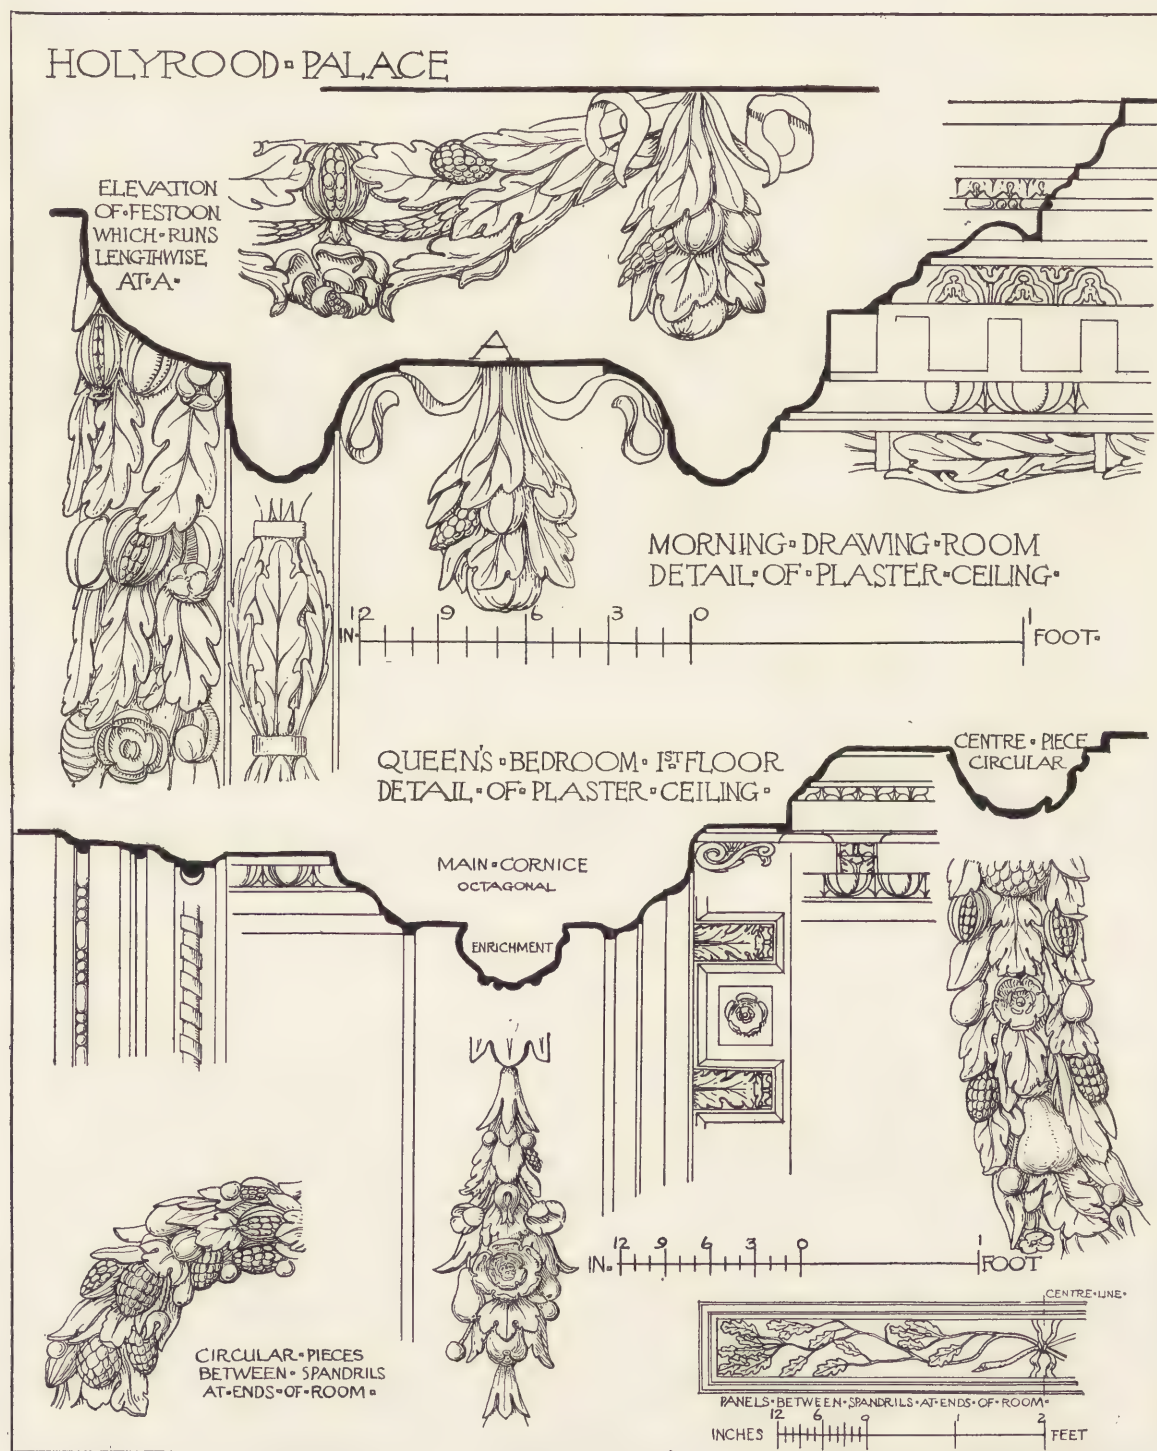 HOLYROOD▫PALACE
ELEVATION
OF▫FESTOON
WHICH▫RUNS
LENGTHWISE
AT▫A▫
A
MORNING▫DRAWING▫ROOM
DETAIL▫OF▫PLASTER▫CEILING▫
IN▫ 12 9 6 3 0 1 FOOT▫
QUEEN'S▫BEDROOM▫1ST FLOOR
DETAIL▫OF▫PLASTER▫CEILING▫
CENTRE▫PIECE
CIRCULAR
MAIN▫CORNICE
OCTAGONAL
ENRICHMENT
IN▫ 12 9 6 3 0 1 FOOT
CIRCULAR▫PIECES
BETWEEN▫SPANDRILS
AT▫ENDS▫OF▫ROOM▫
CENTRE▫LINE▫
PANELS▫BETWEEN▫SPANDRILS▫AT▫ENDS▫OF▫ROOM▫
INCHES 12 6 0 1 2 FEET